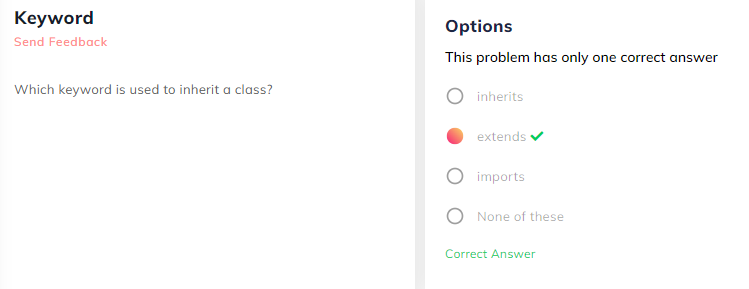 Keyword
Send Feedback
Which keyword is used to inherit a class?
Options
This problem has only one correct answer
inherits
extends
imports
None of these
Correct Answer